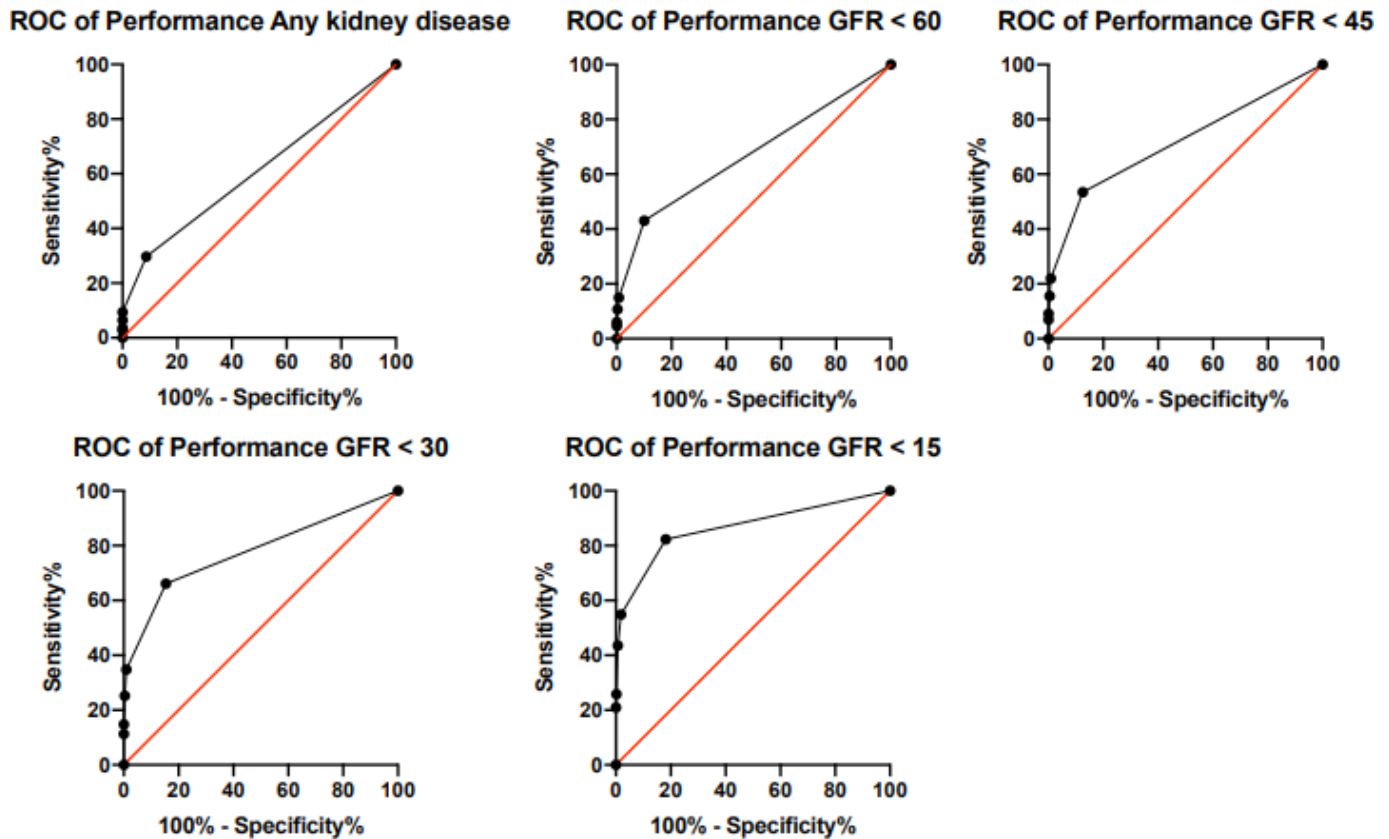 ROC of Performance Any kidney disease
100
80
60
40
20
0
Sensitivity%
0 20 40 60 80 100
100% - Specificity%
ROC of Performance GFR < 60
100
80
60
40
20
0
Sensitivity%
0 20 40 60 80 100
100% - Specificity%
ROC of Performance GFR < 45
100
80
60
40
20
0
Sensitivity%
0 20 40 60 80 100
100% - Specificity%
ROC of Performance GFR < 30
100
80
60
40
20
0
Sensitivity%
0 20 40 60 80 100
100% - Specificity%
ROC of Performance GFR < 15
100
80
60
40
20
0
Sensitivity%
0 20 40 60 80 100
100% - Specificity%